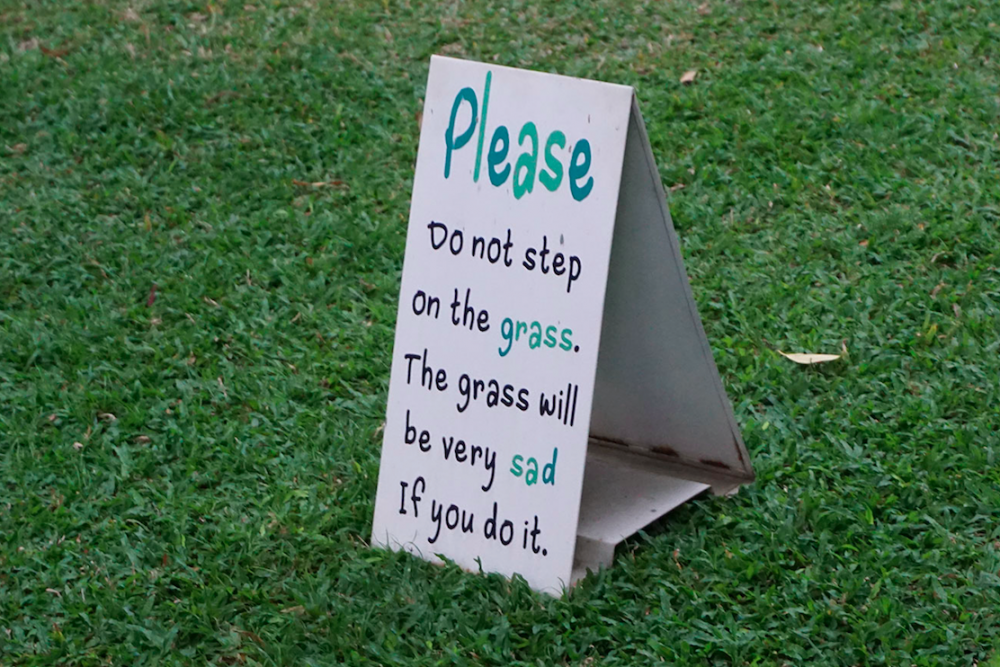 Please
Do not step
on the grass.
The grass will
be very sad
If you do it.